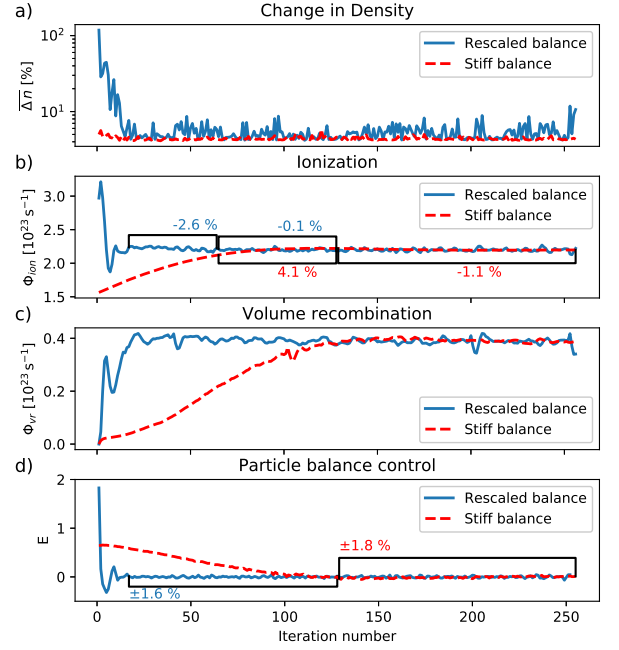 a) Change in Density
10²
10¹
Δn [%]
Rescaled balance
Stiff balance
b) Ionization
3.0
2.5
2.0
1.5
Φion [10²³ s⁻¹]
-2.6 %
-0.1 %
4.1 %
-1.1 %
Rescaled balance
Stiff balance
c) Volume recombination
0.4
0.2
0.0
Φvr [10²³ s⁻¹]
Rescaled balance
Stiff balance
d) Particle balance control
2
1
0
E
±1.8 %
±1.6 %
Rescaled balance
Stiff balance
0 50 100 150 200 250
Iteration number